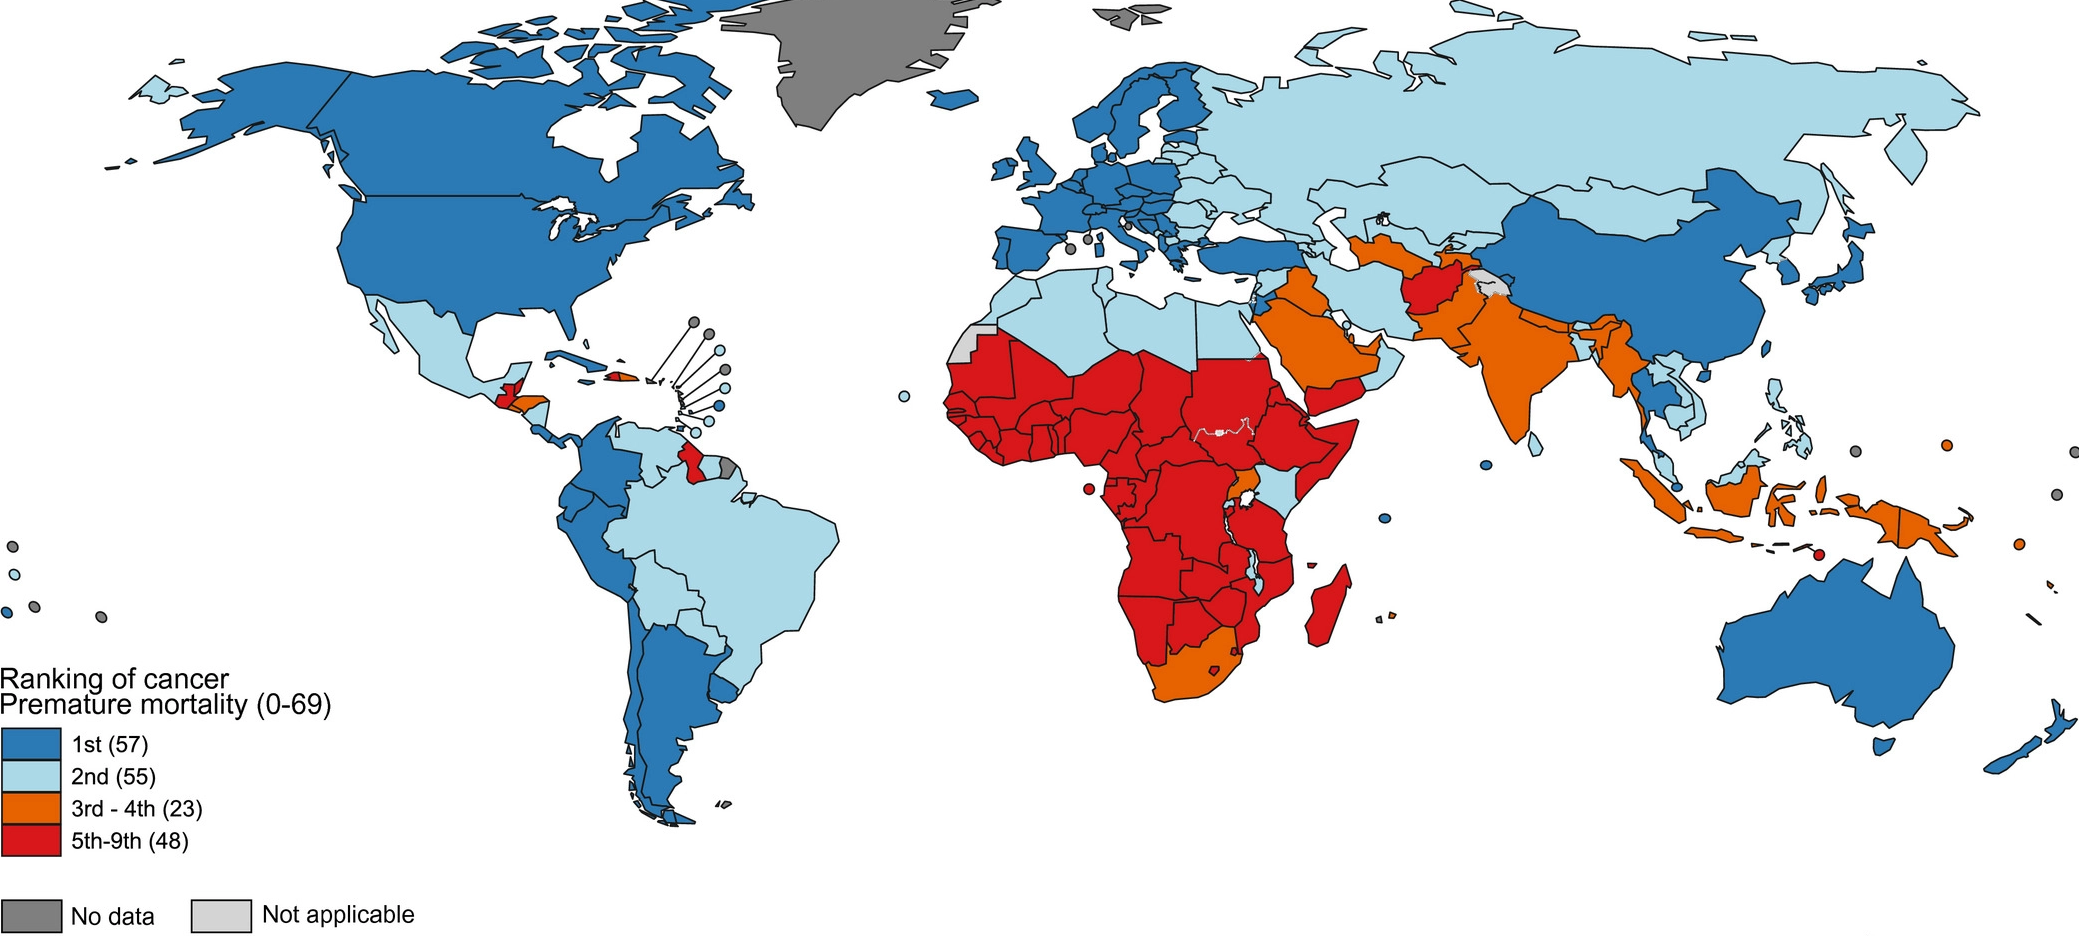 Ranking of cancer
Premature mortality (0-69)
1st (57)
2nd (55)
3rd - 4th (23)
5th-9th (48)
No data
Not applicable